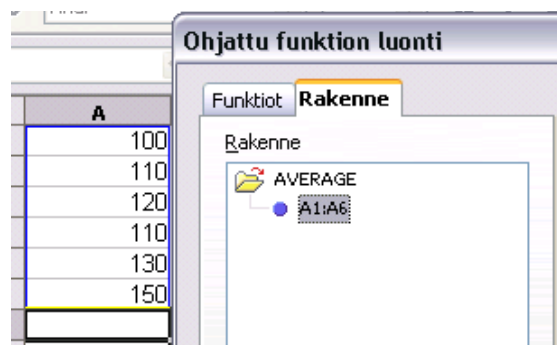 Ohjattu funktion luonti
Funktiot Rakenne
Rakenne
AVERAGE
A1:A6
A
100
110
120
110
130
150